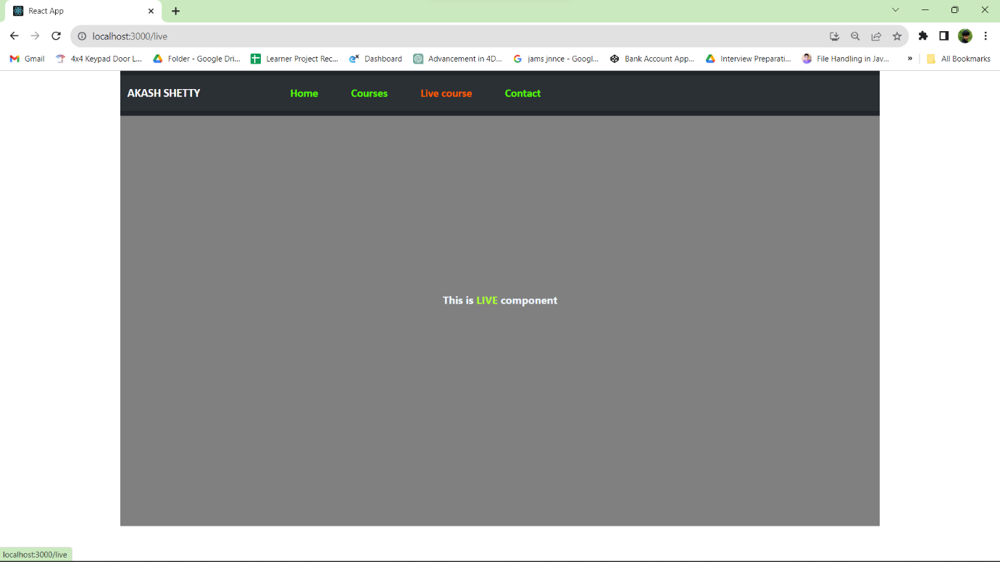 React App
localhost:3000/live
Gmail 4x4 Keypad Door L... Folder - Google Dri... Learner Project Rec... Dashboard Advancement in 4D... jams jnnce - Googl... Bank Account App... Interview Preparati... File Handling in Jav... » All Bookmarks
AKASH SHETTY Home Courses Live course Contact
This is LIVE component
localhost:3000/live